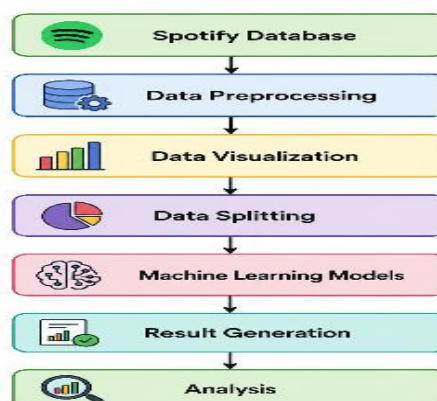 Spotify Database
Data Preprocessing
Data Visualization
Data Splitting
Machine Learning Models
Result Generation
Analysis